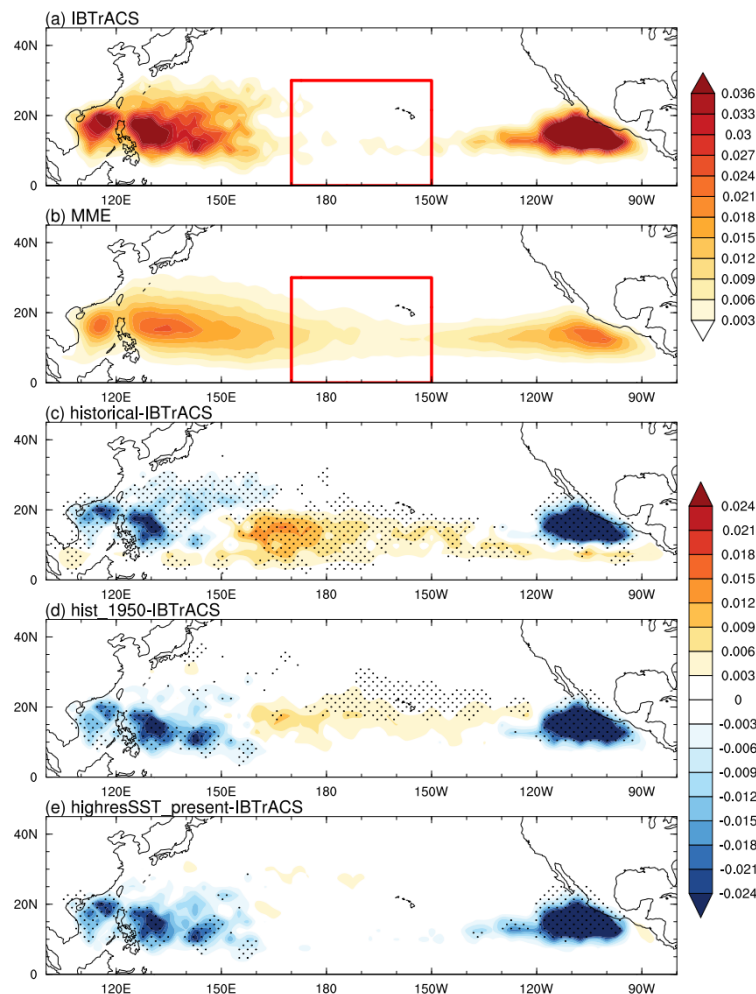 (a) IBTrACS
40N
20N
0
120E 150E 180 150W 120W 90W
(b) MME
40N
20N
0
120E 150E 180 150W 120W 90W
0.036
0.033
0.03
0.027
0.024
0.021
0.018
0.015
0.012
0.009
0.006
0.003
(c) historical-IBTrACS
40N
20N
0
120E 150E 180 150W 120W 90W
(d) hist_1950-IBTrACS
40N
20N
0
120E 150E 180 150W 120W 90W
(e) highresSST_present-IBTrACS
40N
20N
0
120E 150E 180 150W 120W 90W
0.024
0.021
0.018
0.015
0.012
0.009
0.006
0.003
0
-0.003
-0.006
-0.009
-0.012
-0.015
-0.018
-0.021
-0.024